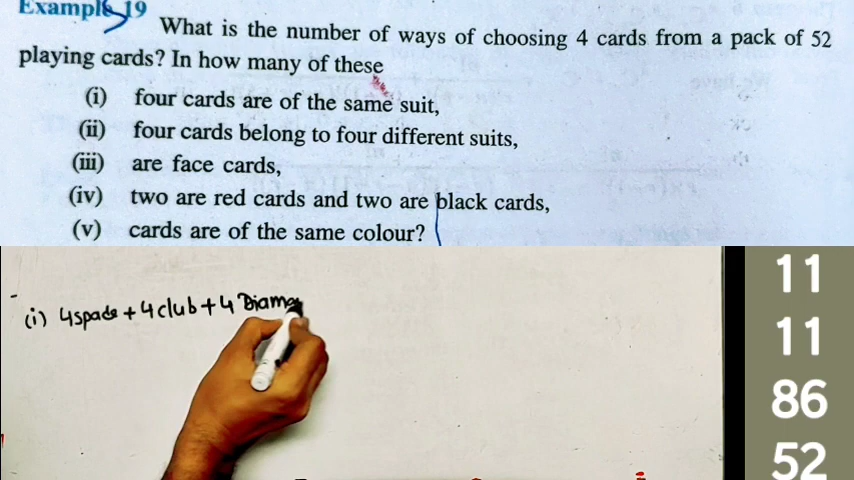 Example 19
What is the number of ways of choosing 4 cards from a pack of 52
playing cards? In how many of these
(i) four cards are of the same suit,
(ii) four cards belong to four different suits,
(iii) are face cards,
(iv) two are red cards and two are black cards,
(v) cards are of the same colour?
(i) 4spade + 4club + 4 Diamo
11
11
86
52